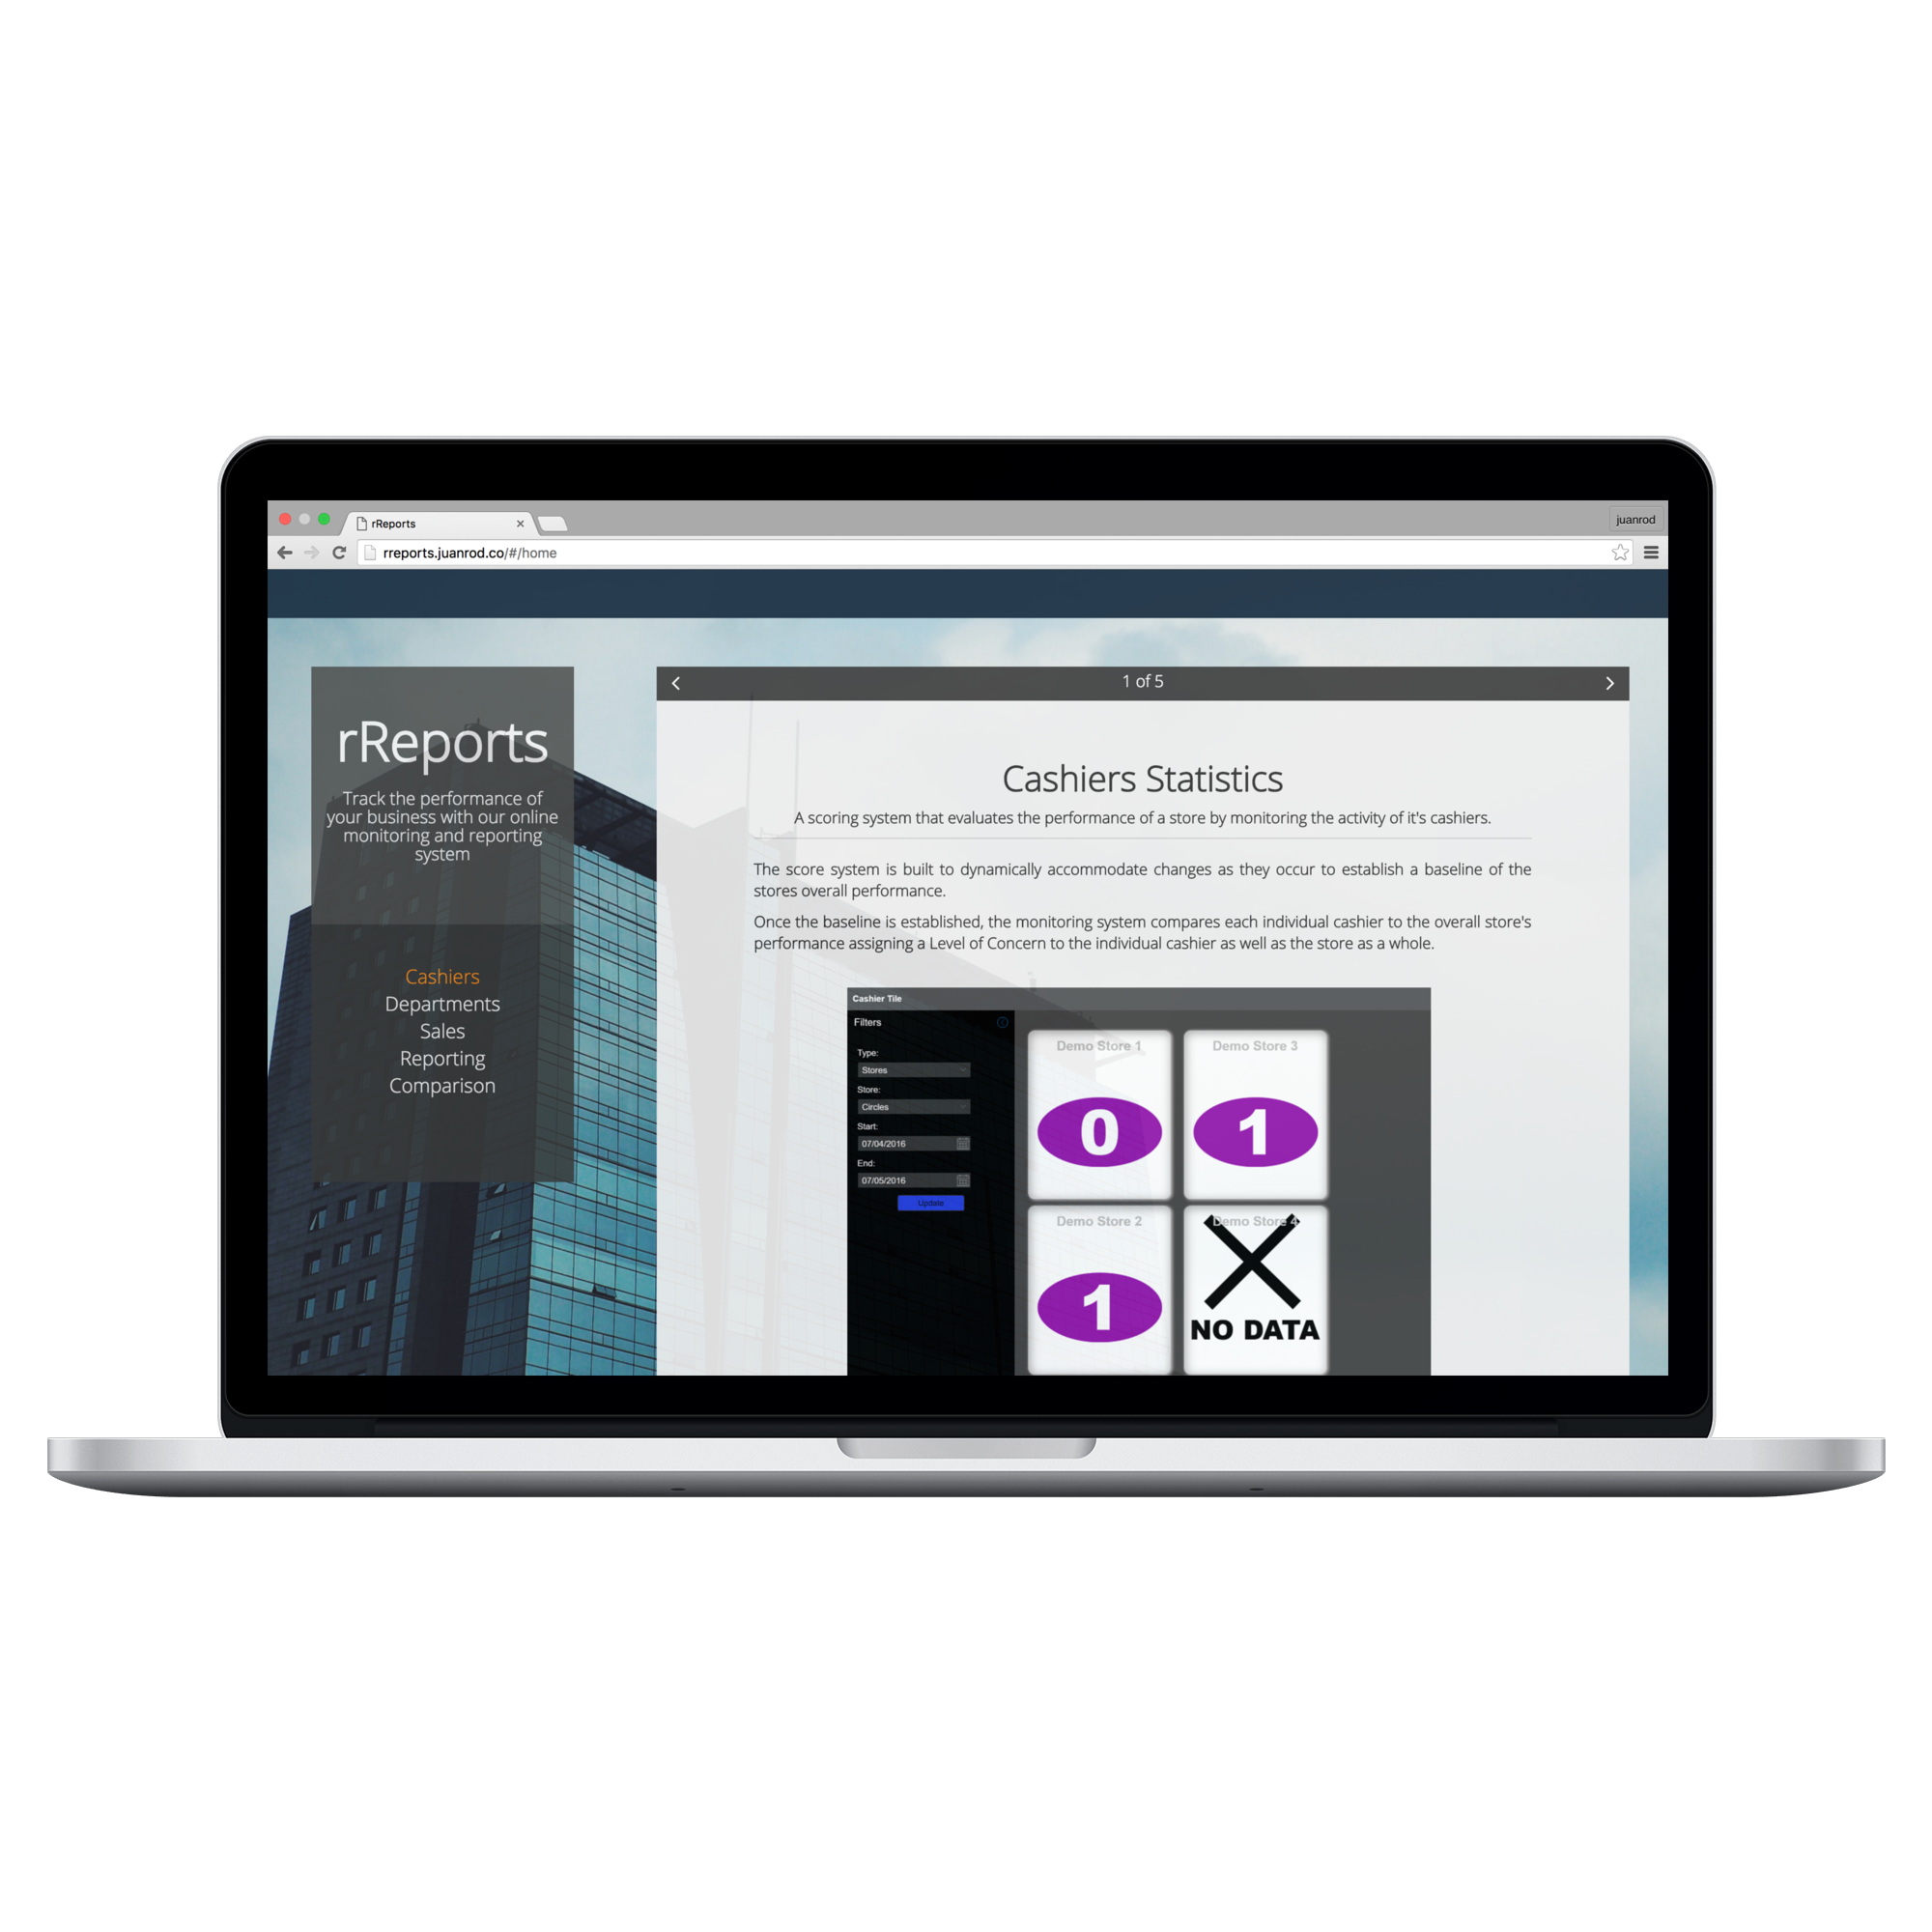 rReports
juanrod
rreports.juanrod.co/#/home
rReports
Track the performance of
your business with our online
monitoring and reporting
system
Cashiers
Departments
Sales
Reporting
Comparison
1 of 5
Cashiers Statistics
A scoring system that evaluates the performance of a store by monitoring the activity of it's cashiers.
The score system is built to dynamically accommodate changes as they occur to establish a baseline of the
stores overall performance.
Once the baseline is established, the monitoring system compares each individual cashier to the overall store's
performance assigning a Level of Concern to the individual cashier as well as the store as a whole.
Cashier Tile
Filters
Type:
Stores
Store:
Circles
Start:
07/04/2016
End:
07/05/2016
Update
Demo Store 1
0
Demo Store 3
1
Demo Store 2
1
Demo Store 4
NO DATA